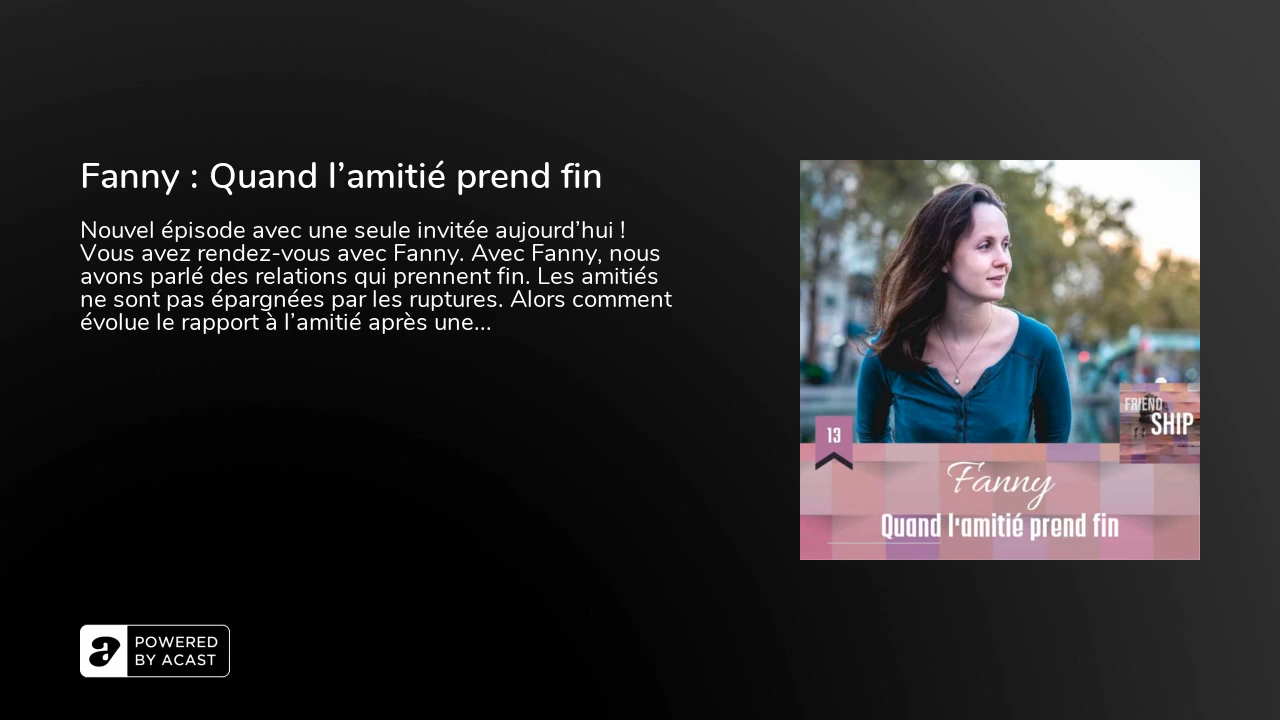 Fanny : Quand l’amitié prend fin
Nouvel épisode avec une seule invitée aujourd’hui !
Vous avez rendez-vous avec Fanny. Avec Fanny, nous
avons parlé des relations qui prennent fin. Les amitiés
ne sont pas épargnées par les ruptures. Alors comment
évolue le rapport à l’amitié après une...
FRIEND
SHIP
13
Fanny
Quand l'amitié prend fin
a
POWERED
BY ACAST